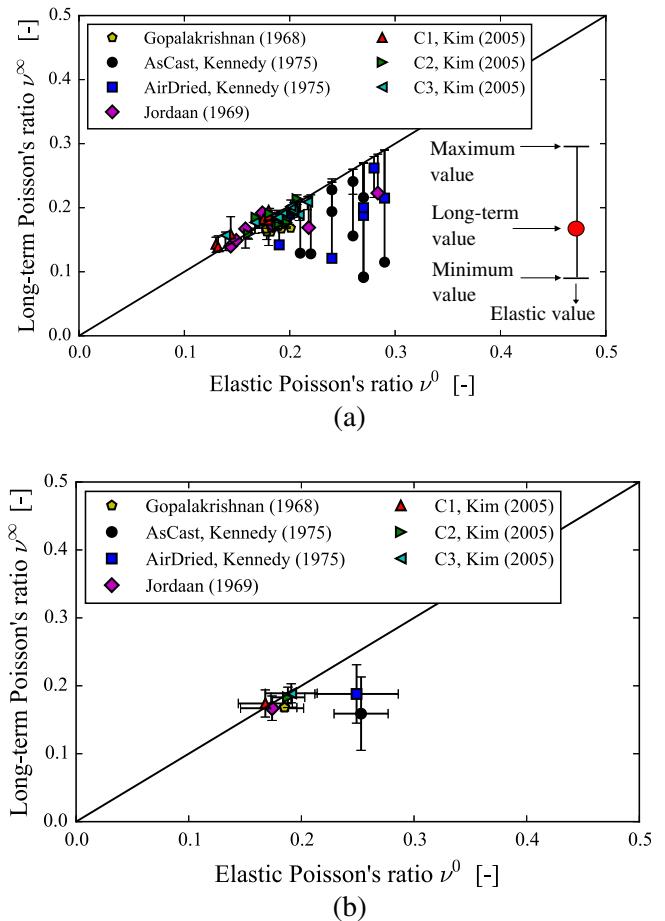 Long-term Poisson's ratio ν∞ [-]
0.5
0.4
0.3
0.2
0.1
0.0
Gopalakrishnan (1968)
AsCast, Kennedy (1975)
AirDried, Kennedy (1975)
Jordaan (1969)
C1, Kim (2005)
C2, Kim (2005)
C3, Kim (2005)
Maximum
value
Long-term
value
Minimum
value
Elastic value
0.0 0.1 0.2 0.3 0.4 0.5
Elastic Poisson's ratio ν0 [-]
(a)
Long-term Poisson's ratio ν∞ [-]
0.5
0.4
0.3
0.2
0.1
0.0
Gopalakrishnan (1968)
AsCast, Kennedy (1975)
AirDried, Kennedy (1975)
Jordaan (1969)
C1, Kim (2005)
C2, Kim (2005)
C3, Kim (2005)
0.0 0.1 0.2 0.3 0.4 0.5
Elastic Poisson's ratio ν0 [-]
(b)